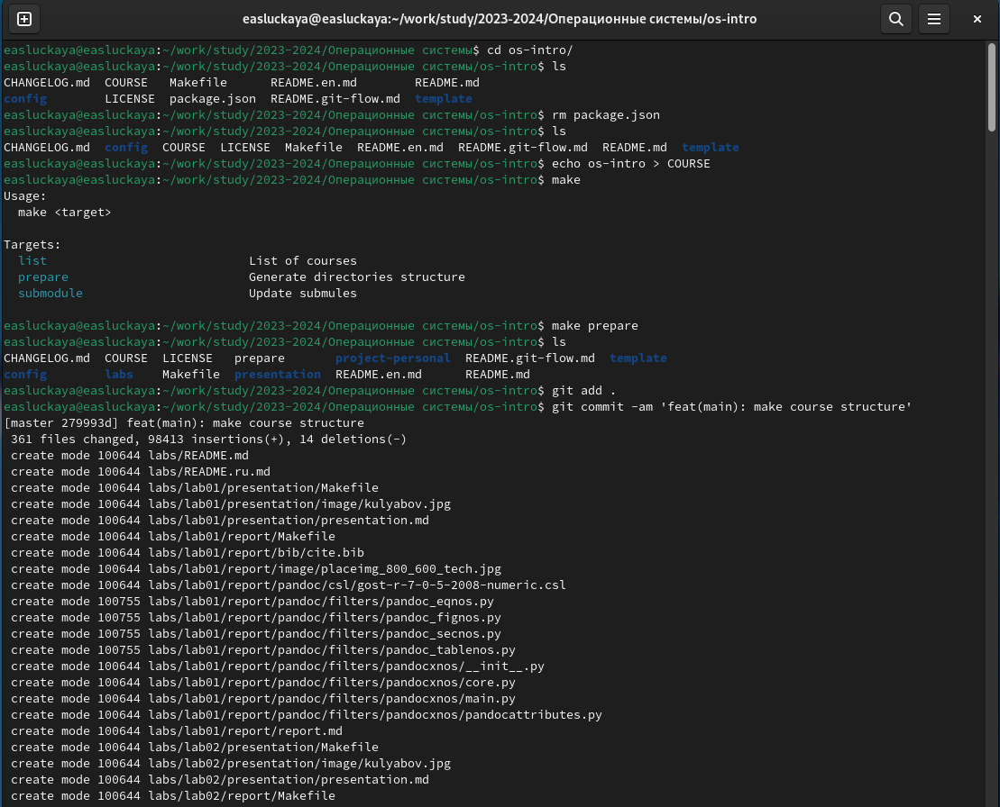 easluckaya@easluckaya:~/work/study/2023-2024/Операционные системы/os-intro
easluckaya@easluckaya:~/work/study/2023-2024/Операционные системы$ cd os-intro/
easluckaya@easluckaya:~/work/study/2023-2024/Операционные системы/os-intro$ ls
CHANGELOG.md  COURSE   Makefile      README.en.md        README.md
config        LICENSE  package.json  README.git-flow.md  template
easluckaya@easluckaya:~/work/study/2023-2024/Операционные системы/os-intro$ rm package.json
easluckaya@easluckaya:~/work/study/2023-2024/Операционные системы/os-intro$ ls
CHANGELOG.md  config  COURSE  LICENSE  Makefile  README.en.md  README.git-flow.md  README.md  template
easluckaya@easluckaya:~/work/study/2023-2024/Операционные системы/os-intro$ echo os-intro > COURSE
easluckaya@easluckaya:~/work/study/2023-2024/Операционные системы/os-intro$ make
Usage:
  make <target>

Targets:
  list                            List of courses
  prepare                         Generate directories structure
  submodule                       Update submules

easluckaya@easluckaya:~/work/study/2023-2024/Операционные системы/os-intro$ make prepare
easluckaya@easluckaya:~/work/study/2023-2024/Операционные системы/os-intro$ ls
CHANGELOG.md  COURSE  LICENSE   prepare       project-personal  README.git-flow.md  template
config        labs    Makefile  presentation  README.en.md      README.md
easluckaya@easluckaya:~/work/study/2023-2024/Операционные системы/os-intro$ git add .
easluckaya@easluckaya:~/work/study/2023-2024/Операционные системы/os-intro$ git commit -am 'feat(main): make course structure'
[master 279993d] feat(main): make course structure
 361 files changed, 98413 insertions(+), 14 deletions(-)
 create mode 100644 labs/README.md
 create mode 100644 labs/README.ru.md
 create mode 100644 labs/lab01/presentation/Makefile
 create mode 100644 labs/lab01/presentation/image/kulyabov.jpg
 create mode 100644 labs/lab01/presentation/presentation.md
 create mode 100644 labs/lab01/report/Makefile
 create mode 100644 labs/lab01/report/bib/cite.bib
 create mode 100644 labs/lab01/report/image/placeimg_800_600_tech.jpg
 create mode 100644 labs/lab01/report/pandoc/csl/gost-r-7-0-5-2008-numeric.csl
 create mode 100755 labs/lab01/report/pandoc/filters/pandoc_eqnos.py
 create mode 100755 labs/lab01/report/pandoc/filters/pandoc_fignos.py
 create mode 100755 labs/lab01/report/pandoc/filters/pandoc_secnos.py
 create mode 100755 labs/lab01/report/pandoc/filters/pandoc_tablenos.py
 create mode 100644 labs/lab01/report/pandoc/filters/pandocxnos/__init__.py
 create mode 100644 labs/lab01/report/pandoc/filters/pandocxnos/core.py
 create mode 100644 labs/lab01/report/pandoc/filters/pandocxnos/main.py
 create mode 100644 labs/lab01/report/pandoc/filters/pandocxnos/pandocattributes.py
 create mode 100644 labs/lab01/report/report.md
 create mode 100644 labs/lab02/presentation/Makefile
 create mode 100644 labs/lab02/presentation/image/kulyabov.jpg
 create mode 100644 labs/lab02/presentation/presentation.md
 create mode 100644 labs/lab02/report/Makefile